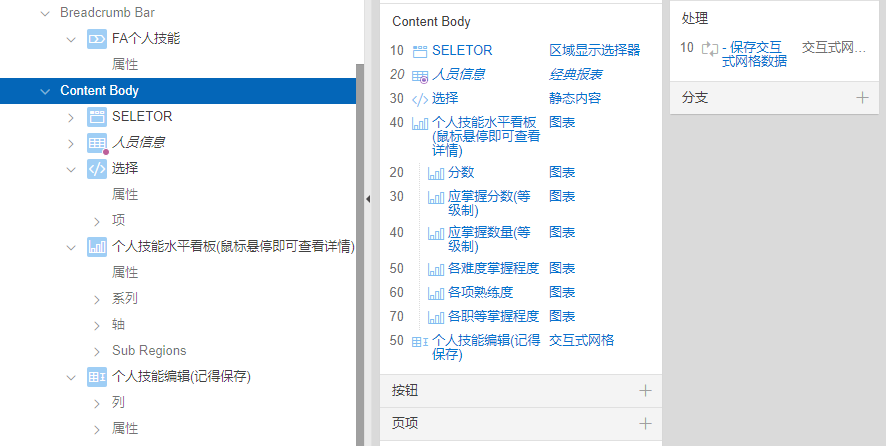 Breadcrumb Bar
FA个人技能
属性
Content Body
SELETOR
人员信息
选择
属性
项
个人技能水平看板(鼠标悬停即可查看详情)
属性
系列
轴
Sub Regions
个人技能编辑(记得保存)
列
属性
Content Body
10 SELETOR 区域显示选择器
20 人员信息 经典报表
30 选择 静态内容
40 个人技能水平看板 图表
(鼠标悬停即可查看
详情)
20 分数 图表
30 应掌握分数(等 图表
级制)
40 应掌握数量(等 图表
级制)
50 各难度掌握程度 图表
60 各项熟练度 图表
70 各职等掌握程度 图表
50 个人技能编辑(记得 交互式网格
保存)
按钮
页项
处理
10 - 保存交互 交互式网...
式网格数据
分支